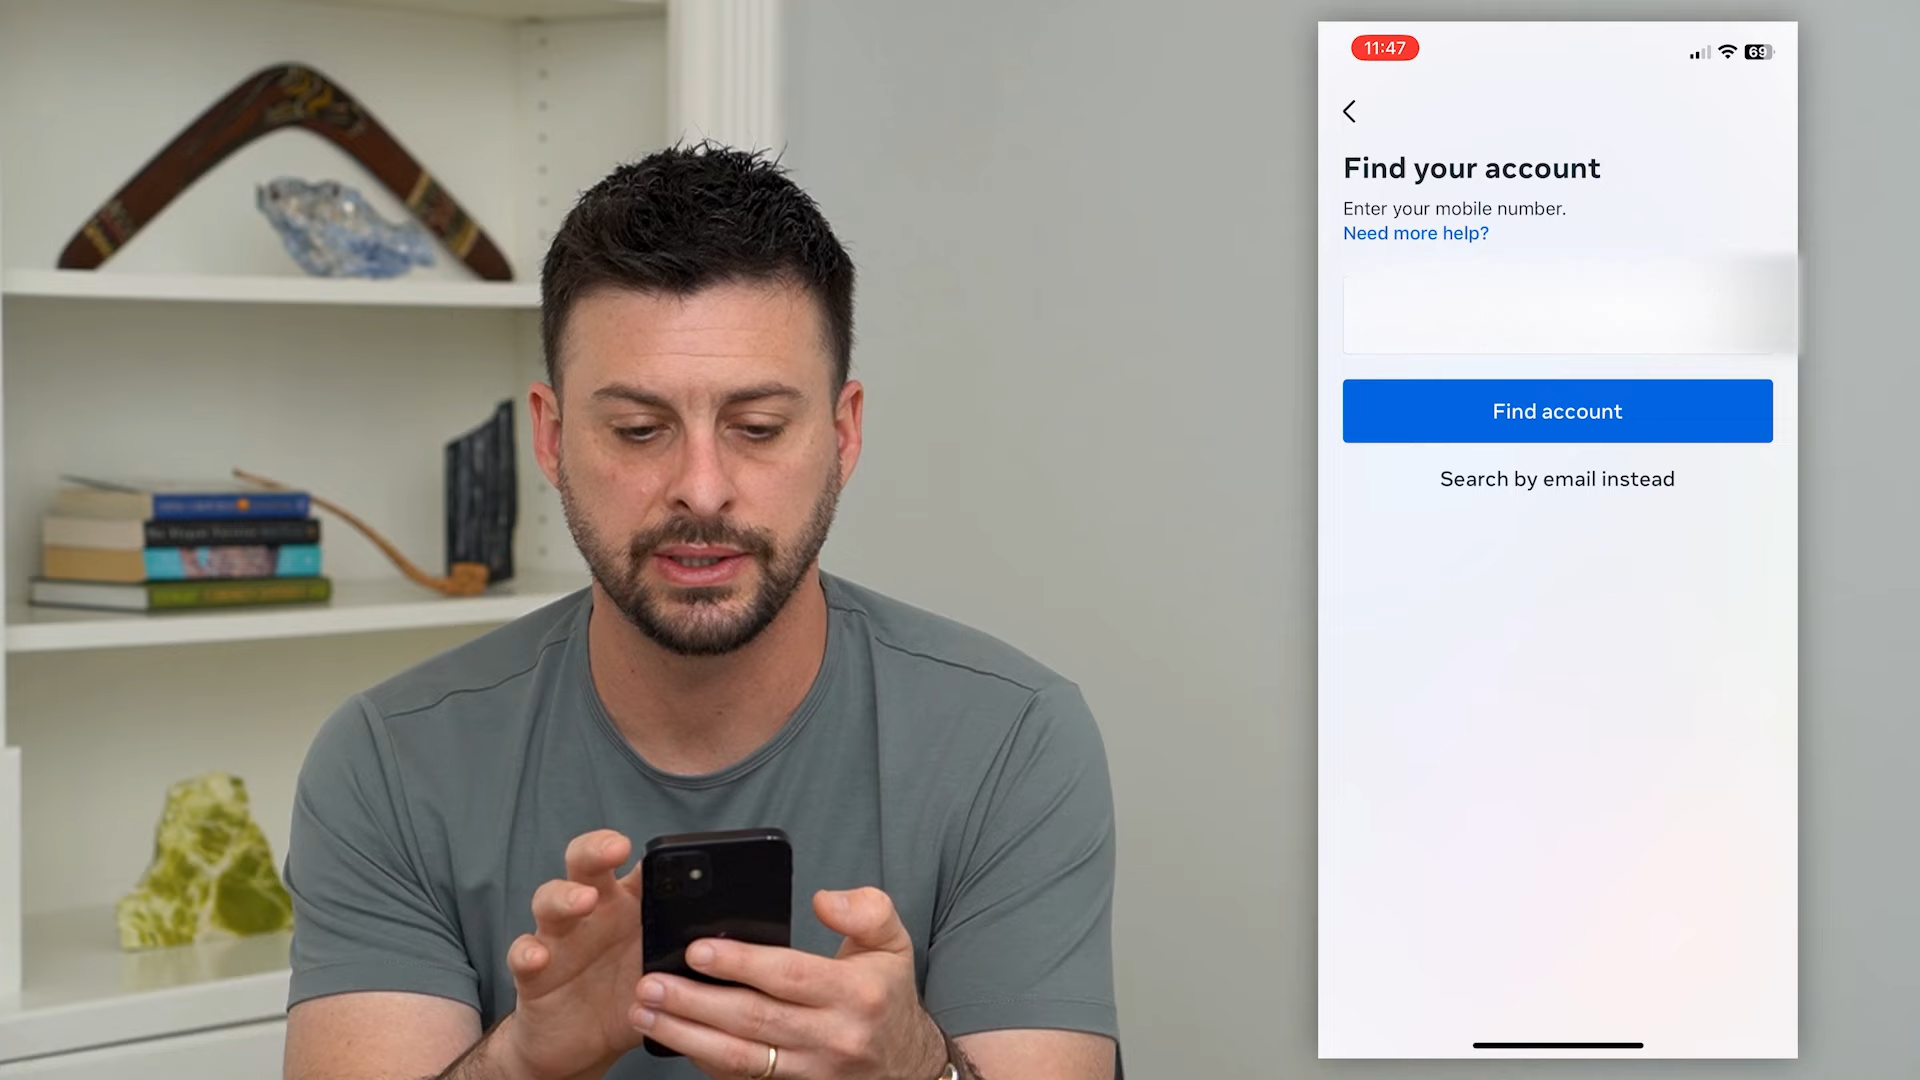 11:47
69
Find your account
Enter your mobile number.
Need more help?
Find account
Search by email instead